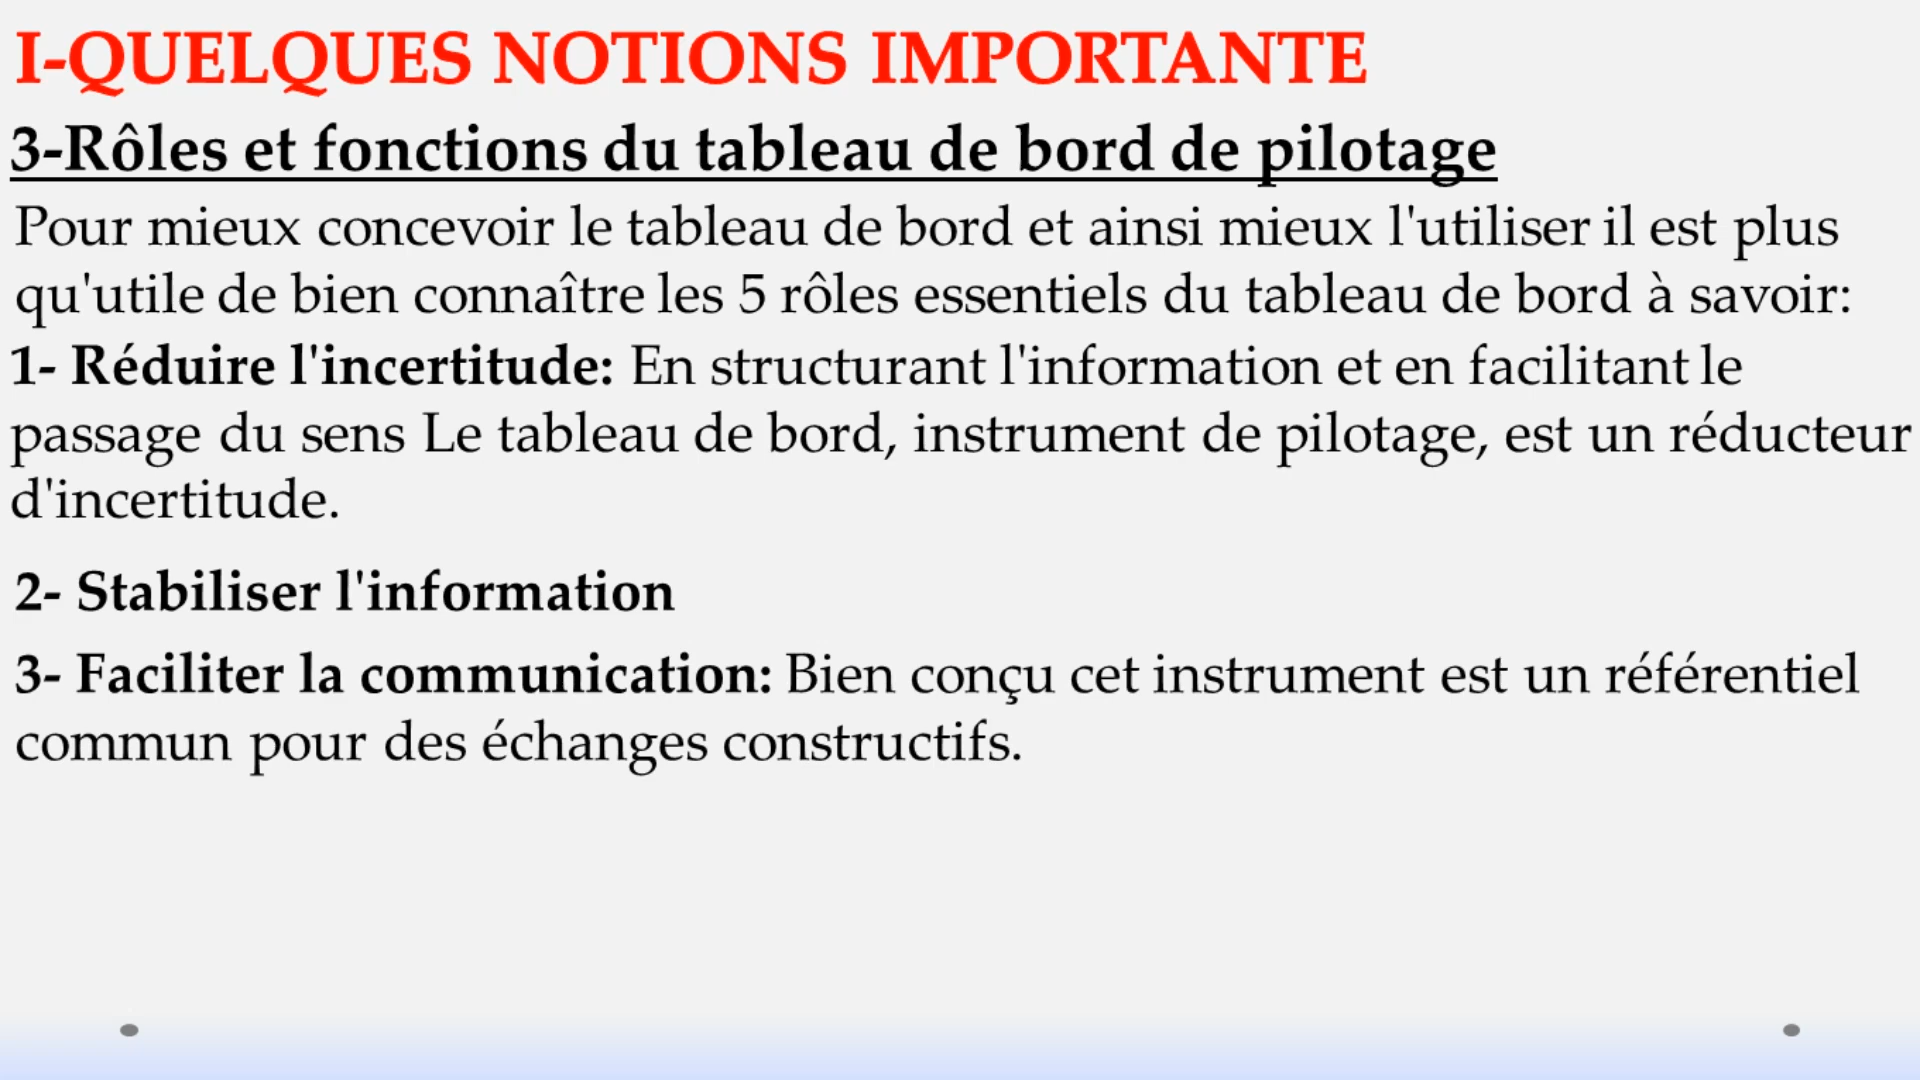 I-QUELQUES NOTIONS IMPORTANTE
3-Rôles et fonctions du tableau de bord de pilotage
Pour mieux concevoir le tableau de bord et ainsi mieux l'utiliser il est plus
qu'utile de bien connaître les 5 rôles essentiels du tableau de bord à savoir:
1- Réduire l'incertitude: En structurant l'information et en facilitant le
passage du sens Le tableau de bord, instrument de pilotage, est un réducteur
d'incertitude.
2- Stabiliser l'information
3- Faciliter la communication: Bien conçu cet instrument est un référentiel
commun pour des échanges constructifs.